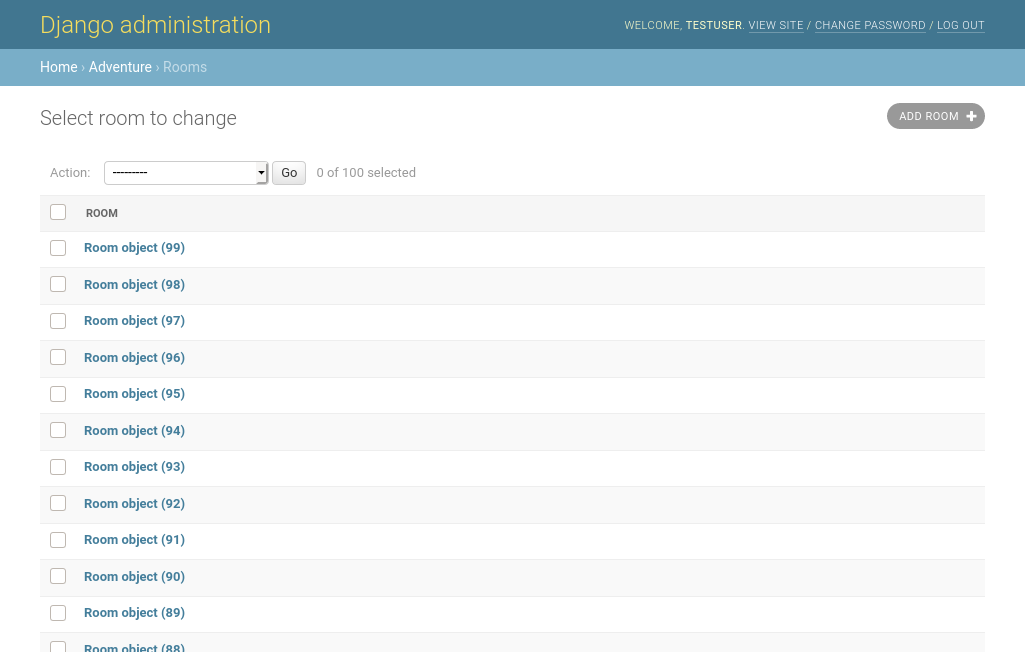 Django administration
WELCOME, TESTUSER. VIEW SITE / CHANGE PASSWORD / LOG OUT
Home › Adventure › Rooms
Select room to change
ADD ROOM
Action: --------- Go 0 of 100 selected
ROOM
Room object (99)
Room object (98)
Room object (97)
Room object (96)
Room object (95)
Room object (94)
Room object (93)
Room object (92)
Room object (91)
Room object (90)
Room object (89)
Room object (88)